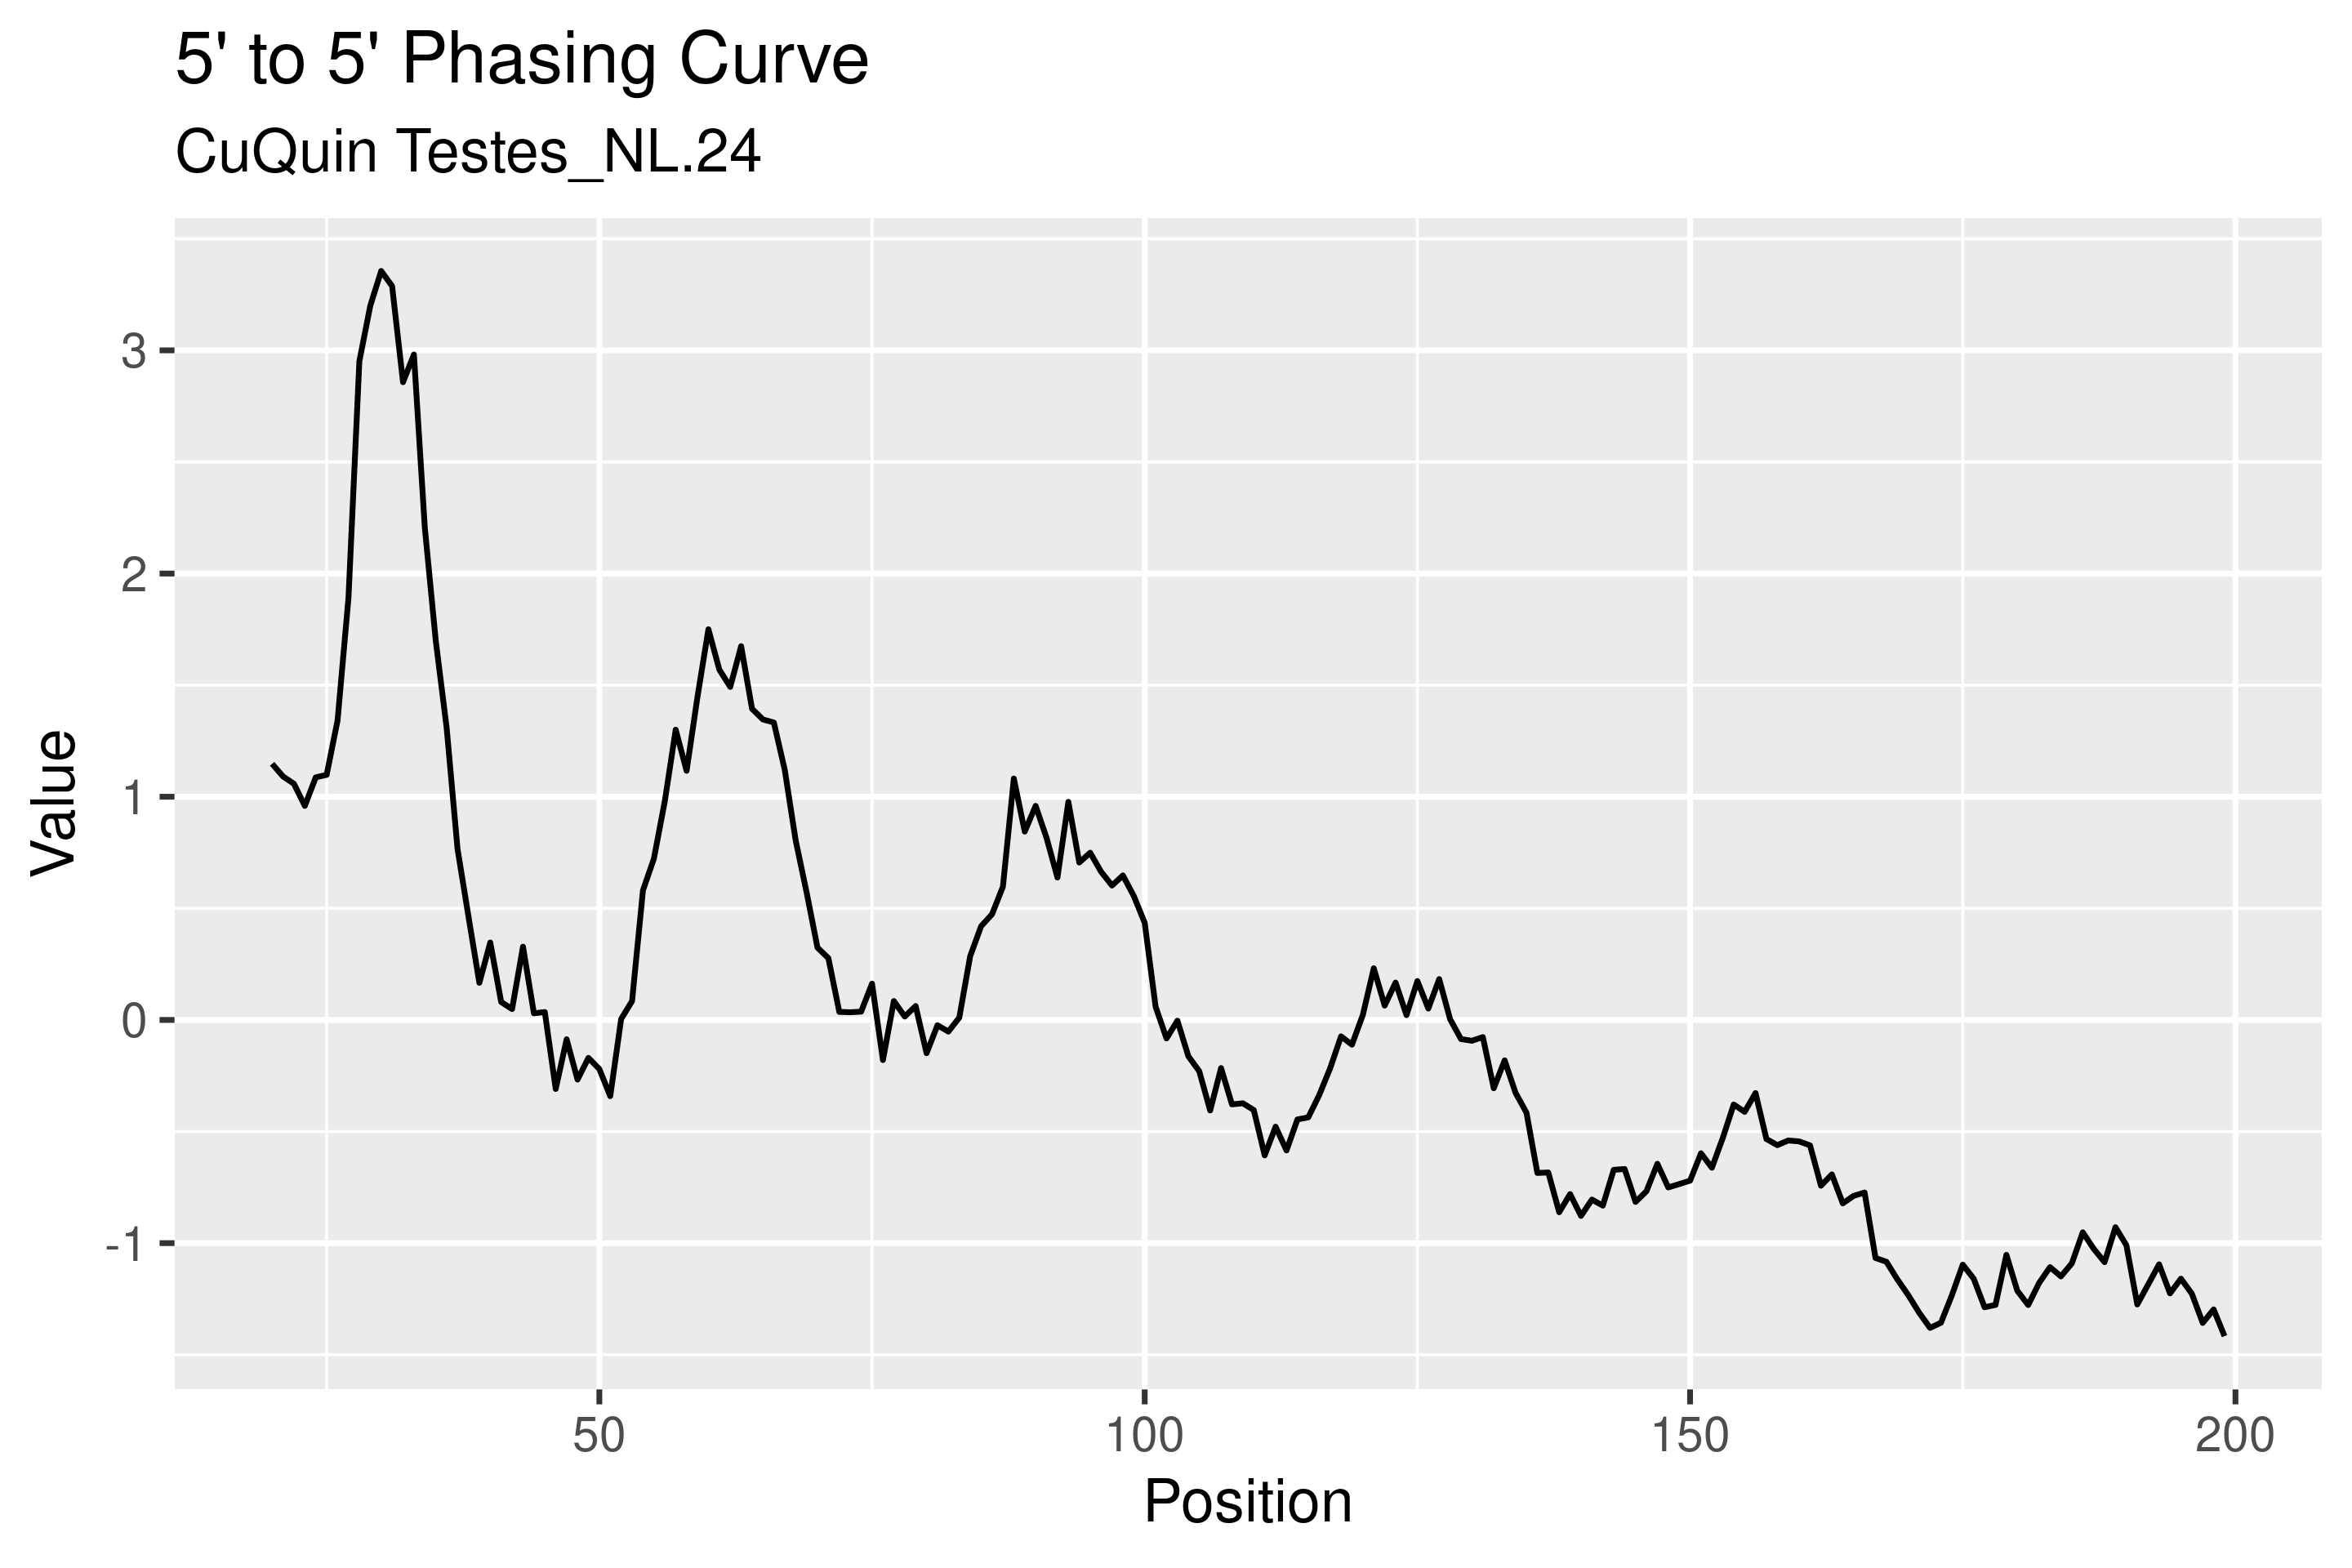 5' to 5' Phasing Curve
CuQuin Testes_NL.24
Value
3
2
1
0
-1
50 100 150 200
Position